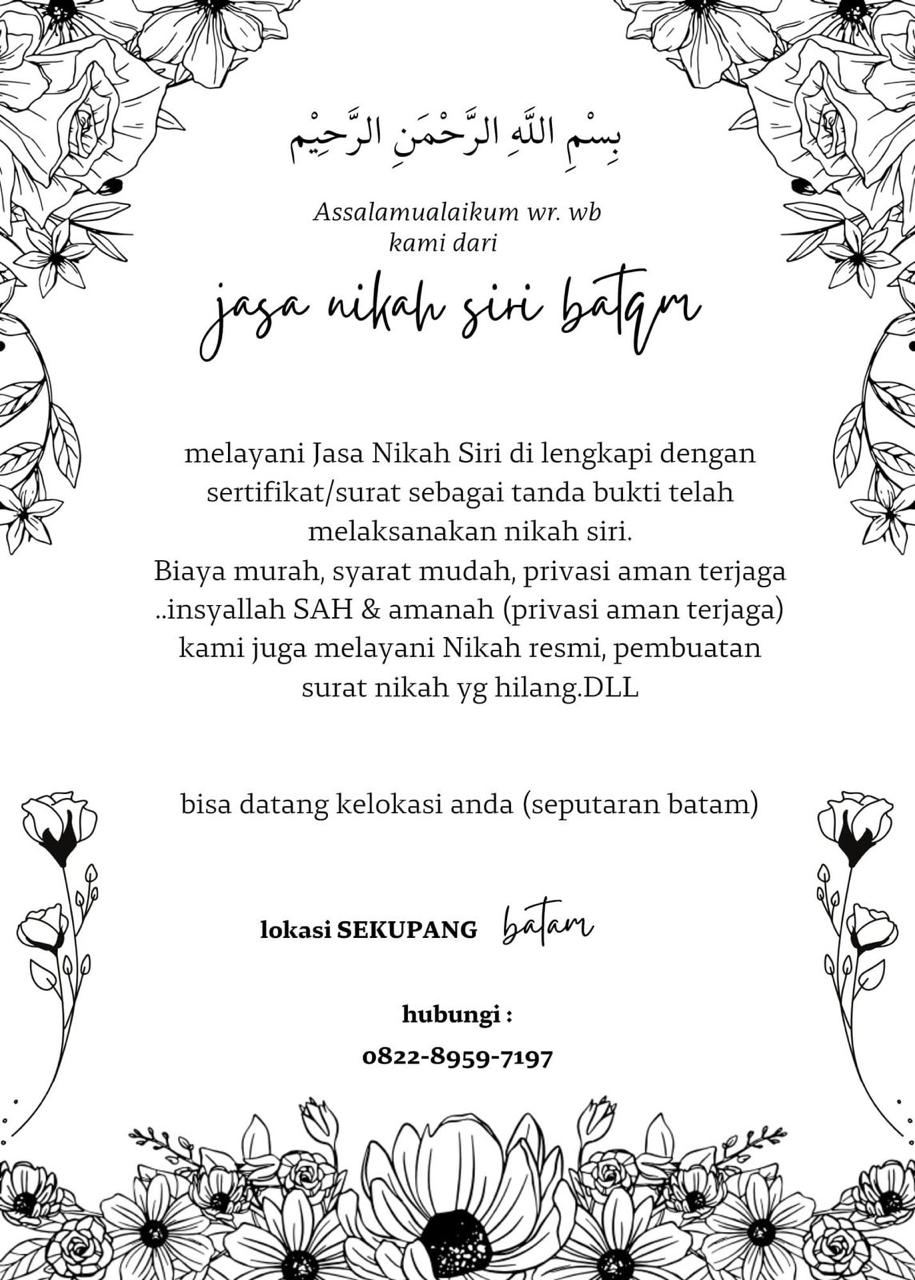 بِسْمِ اللَّهِ الرَّحْمَنِ الرَّحِيْمِ
Assalamualaikum wr. wb
kami dari
jasa nikah siri batqm
melayani Jasa Nikah Siri di lengkapi dengan
sertifikat/surat sebagai tanda bukti telah
melaksanakan nikah siri.
Biaya murah, syarat mudah, privasi aman terjaga
..insyallah SAH & amanah (privasi aman terjaga)
kami juga melayani Nikah resmi, pembuatan
surat nikah yg hilang.DLL
bisa datang kelokasi anda (seputaran batam)
lokasi SEKUPANG batam
hubungi :
0822-8959-7197